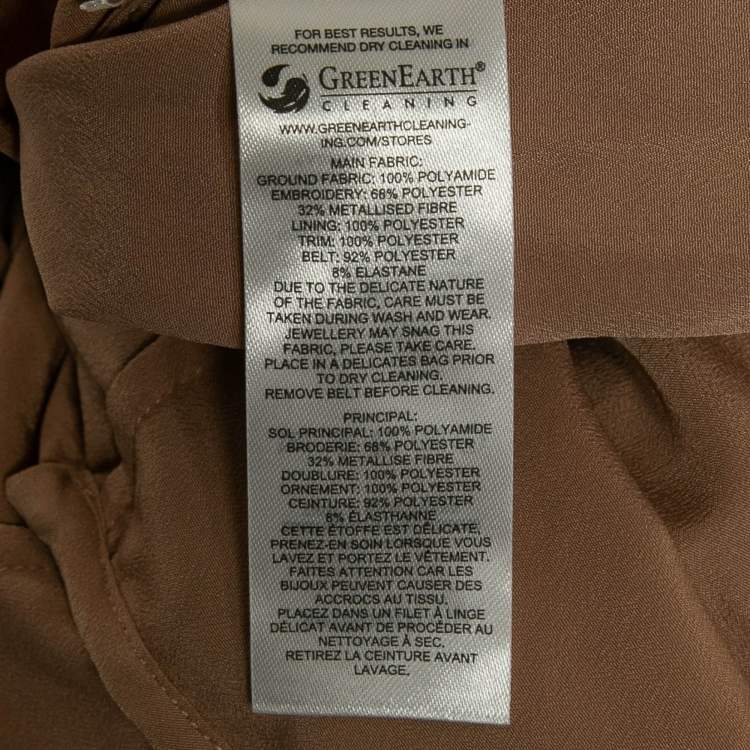 FOR BEST RESULTS, WE
RECOMMEND DRY CLEANING IN
GREENEARTH®
CLEANING
WWW.GREENEARTHCLEAN-
ING.COM/STORES
MAIN FABRIC:
GROUND FABRIC: 100% POLYAMIDE
EMBROIDERY: 68% POLYESTER
32% METALLISED FIBRE
LINING: 100% POLYESTER
TRIM: 100% POLYESTER
BELT: 92% POLYESTER
8% ELASTANE
DUE TO THE DELICATE NATURE
OF THE FABRIC, CARE MUST BE
TAKEN DURING WASH AND WEAR.
JEWELLERY MAY SNAG THIS
FABRIC, PLEASE TAKE CARE.
PLACE IN A DELICATES BAG PRIOR
TO DRY CLEANING.
REMOVE BELT BEFORE CLEANING.
PRINCIPAL:
SOL PRINCIPAL: 100% POLYAMIDE
BRODERIE: 68% POLYESTER
32% METALLISE FIBRE
DOUBLURE: 100% POLYESTER
ORNEMENT: 100% POLYESTER
CEINTURE: 92% POLYESTER
8% ÉLASTHANNE
CETTE ÉTOFFE EST DÉLICATE,
PRENEZ-EN SOIN LORSQUE VOUS
LAVEZ ET PORTEZ LE VÊTEMENT.
FAITES ATTENTION CAR LES
BIJOUX PEUVENT CAUSER DES
ACCROCS AU TISSU.
PLACEZ DANS UN FILET À LINGE
DÉLICAT AVANT DE PROCÉDER AU
NETTOYAGE À SEC.
RETIREZ LA CEINTURE AVANT
LAVAGE.